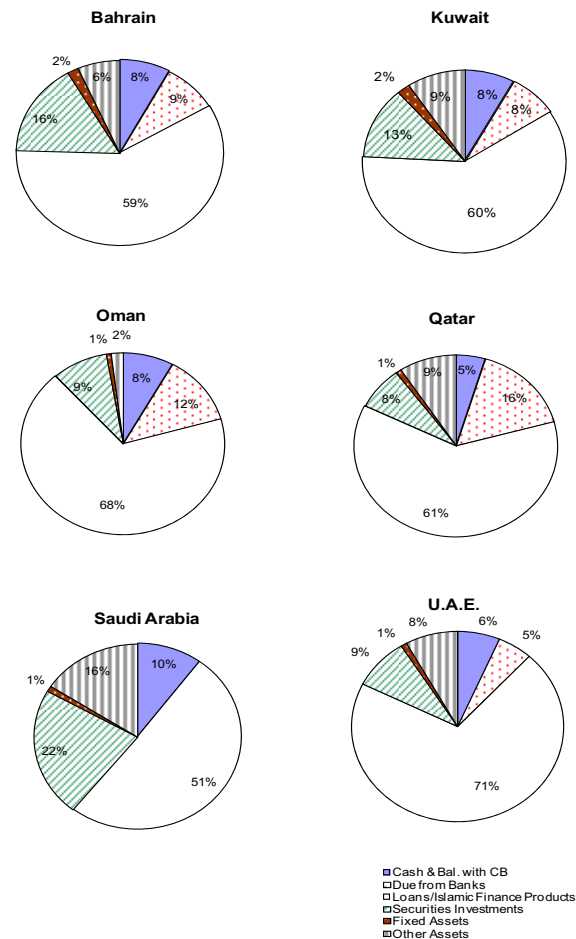 Bahrain
2%
6%
8%
9%
16%
59%
Kuwait
2%
9%
8%
8%
13%
60%
Oman
1%
2%
8%
9%
12%
68%
Qatar
1%
9%
5%
8%
16%
61%
Saudi Arabia
1%
16%
10%
22%
51%
U.A.E.
9%
1%
8%
6%
5%
71%
Cash & Bal. with CB
Due from Banks
Loans/Islamic Finance Products
Securities Investments
Fixed Assets
Other Assets